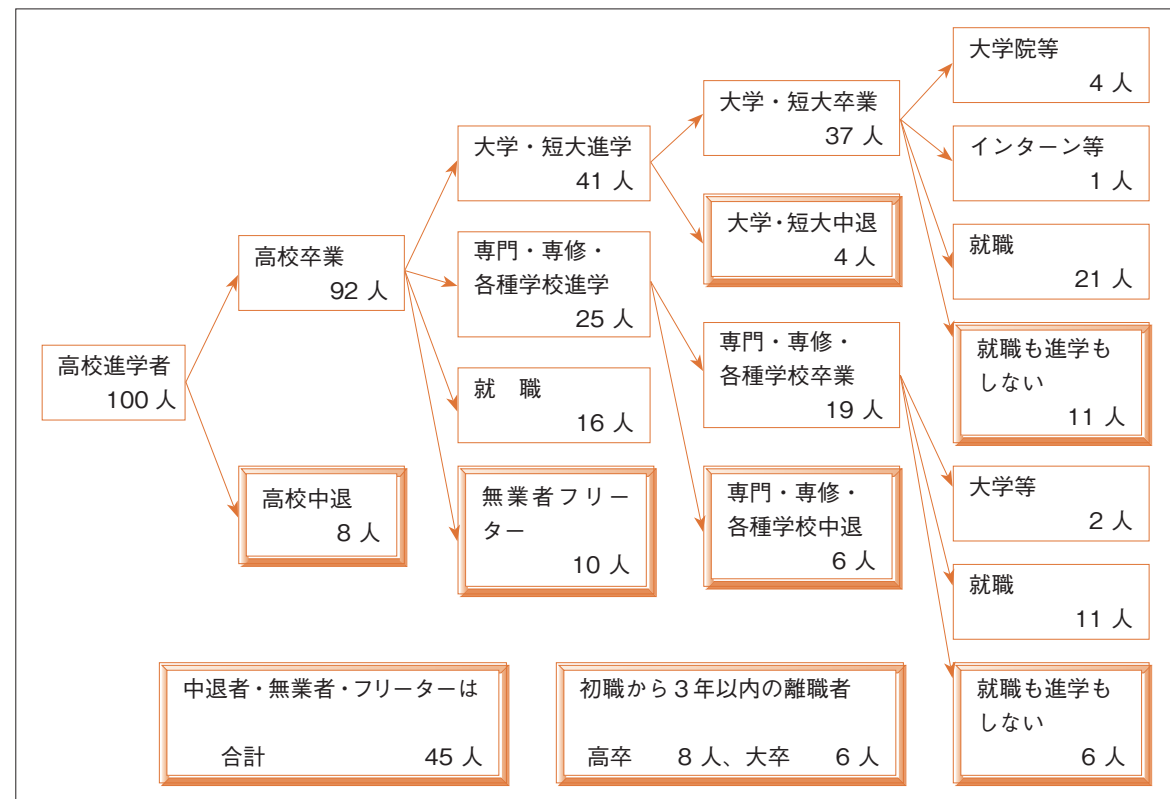 高校進学者
100 人
高校卒業
92 人
高校中退
8 人
大学・短大進学
41 人
専門・専修・
各種学校進学
25 人
就　職
16 人
無業者フリー
ター
10 人
大学・短大卒業
37 人
大学・短大中退
4 人
専門・専修・
各種学校卒業
19 人
専門・専修・
各種学校中退
6 人
大学院等
4 人
インターン等
1 人
就職
21 人
就職も進学も
しない
11 人
大学等
2 人
就職
11 人
就職も進学も
しない
6 人
中退者・無業者・フリーターは
合計　45 人
初職から３年以内の離職者
高卒　8 人、大卒　6 人